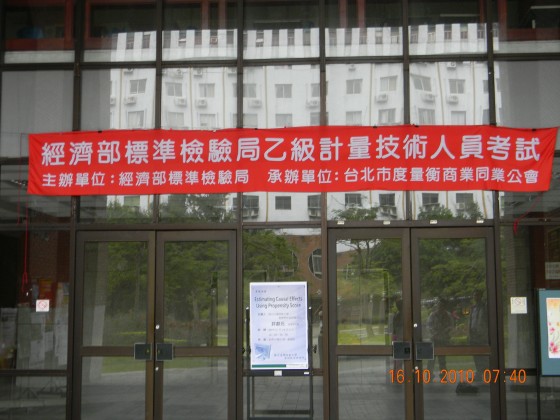 經濟部標準檢驗局乙級計量技術人員考試
主辦單位：經濟部標準檢驗局 承辦單位：台北市度量衡商業同業公會
Estimating Causal Effects
Using Propensity Score
16.10.2010 07:40